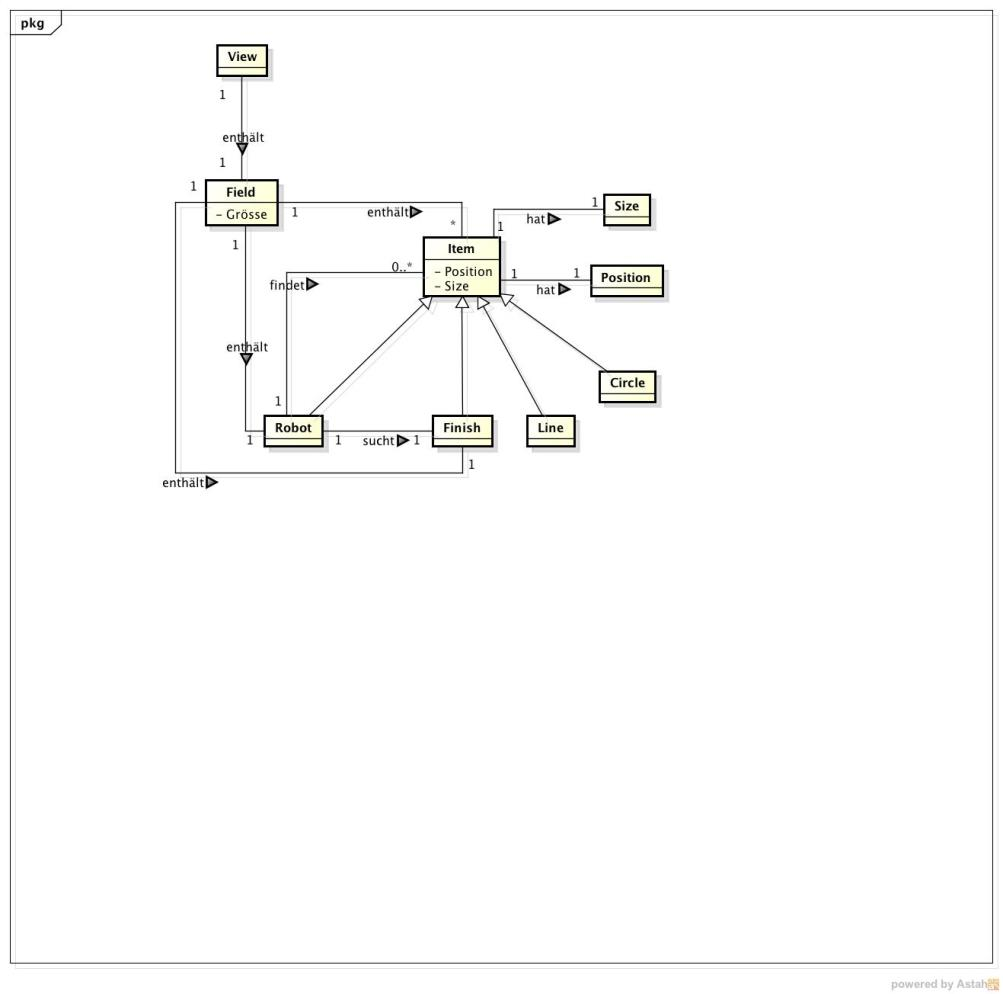 pkg
View
1
enthält
1
1
Field
- Grösse
1
enthält
*
1
Size
hat
1
1
Item
- Position
- Size
0..*
findet
1
1
Position
hat
enthält
1
Circle
1
Robot
1
1
sucht
1
Finish
Line
1
enthält
powered by Astah